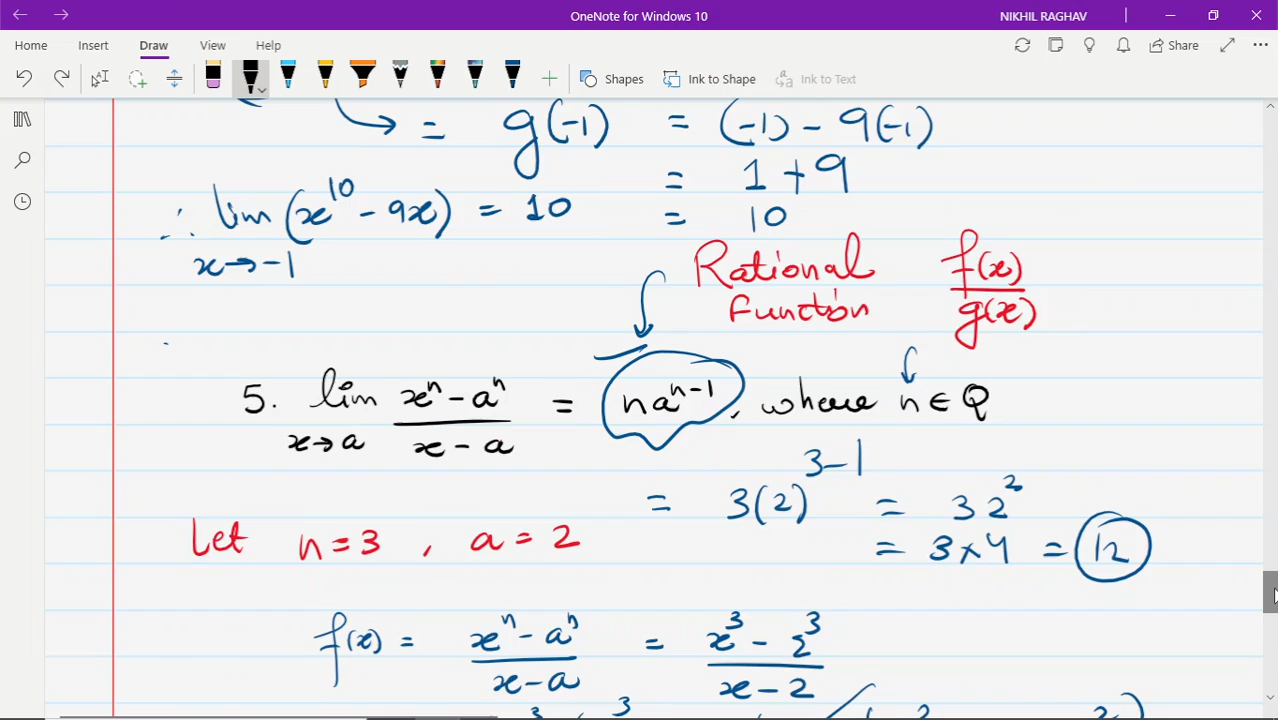 OneNote for Windows 10
NIKHIL RAGHAV
Home Insert Draw View Help
Share
Shapes Ink to Shape Ink to Text
= g(-1) = (-1) - 9(-1)
= 1 + 9
∴ lim (x^10 - 9x) = 10 = 10
x→-1
Rational f(x)
Function g(x)
5. lim x^n - a^n = na^n-1, where n ∈ Q
x→a x - a
= 3(2)^3-1 = 3 2^2
Let n = 3, a = 2 = 3×4 = 12
f(x) = x^n - a^n = x^3 - 2^3
x - a x - 2